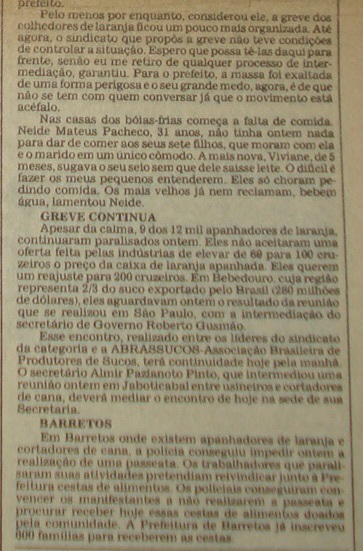 prefeito.
Pelo menos por enquanto, considerou ele, a greve dos
colhedores de laranja ficou um pouco mais organizada. Até
agora, o sindicato que propôs a greve não teve condições
de controlar a situação. Espero que possa tê-las daqui para
frente, senão eu me retiro de qualquer processo de inter-
mediação, garantiu. Para o prefeito, a massa foi exaltada
de uma forma perigosa e o seu grande medo, agora, é de que
não se tem com quem conversar já que o movimento está
acéfalo.
Nas casas dos bóias-frias começa a falta de comida.
Neide Mateus Pacheco, 31 anos, não tinha ontem nada
para dar de comer aos seus sete filhos, que moram com ela
e o marido em um único cômodo. A mais nova, Viviane, de 5
meses, sugava o seu seio sem que dele saísse leite. O difícil é
fazer os meus pequenos entenderem. Eles só choram pe-
dindo comida. Os mais velhos já nem reclamam, bebem
água, lamentou Neide.
GREVE CONTINUA
Apesar da calma, 9 dos 12 mil apanhadores de laranja,
continuaram paralisados ontem. Eles não aceitaram uma
oferta feita pelas indústrias de elevar de 60 para 100 cru-
zeiros o preço da caixa de laranja apanhada. Eles querem
um reajuste para 200 cruzeiros. Em Bebedouro, cuja região
representa 2/3 do suco exportado pelo Brasil (280 milhões
de dólares), eles aguardavam ontem o resultado da reunião
que se realizou em São Paulo, com a intermediação do
secretário de Governo Roberto Gusmão.
Esse encontro, realizado entre os líderes do sindicato
da categoria e a ABRASSUCOS-Associação Brasileira de
Produtores de Sucos, terá continuidade hoje pela manhã.
O secretário Almir Pazianoto Pinto, que intermediou uma
reunião ontem em Jaboticabal entre usineiros e cortadores
de cana, deverá mediar o encontro de hoje na sede de sua
Secretaria.
BARRETOS
Em Barretos onde existem apanhadores de laranja e
cortadores de cana, a polícia conseguiu impedir ontem a
realização de uma passeata. Os trabalhadores que parali-
saram suas atividades pretendiam reivindicar junto à Pre-
feitura cestas de alimentos. Os policiais conseguiram con-
vencer os manifestantes a não realizarem a passeata e
procurar receber hoje essas cestas de alimentos doados
pela comunidade. A Prefeitura de Barretos já inscreveu
600 famílias para receberem as cestas.